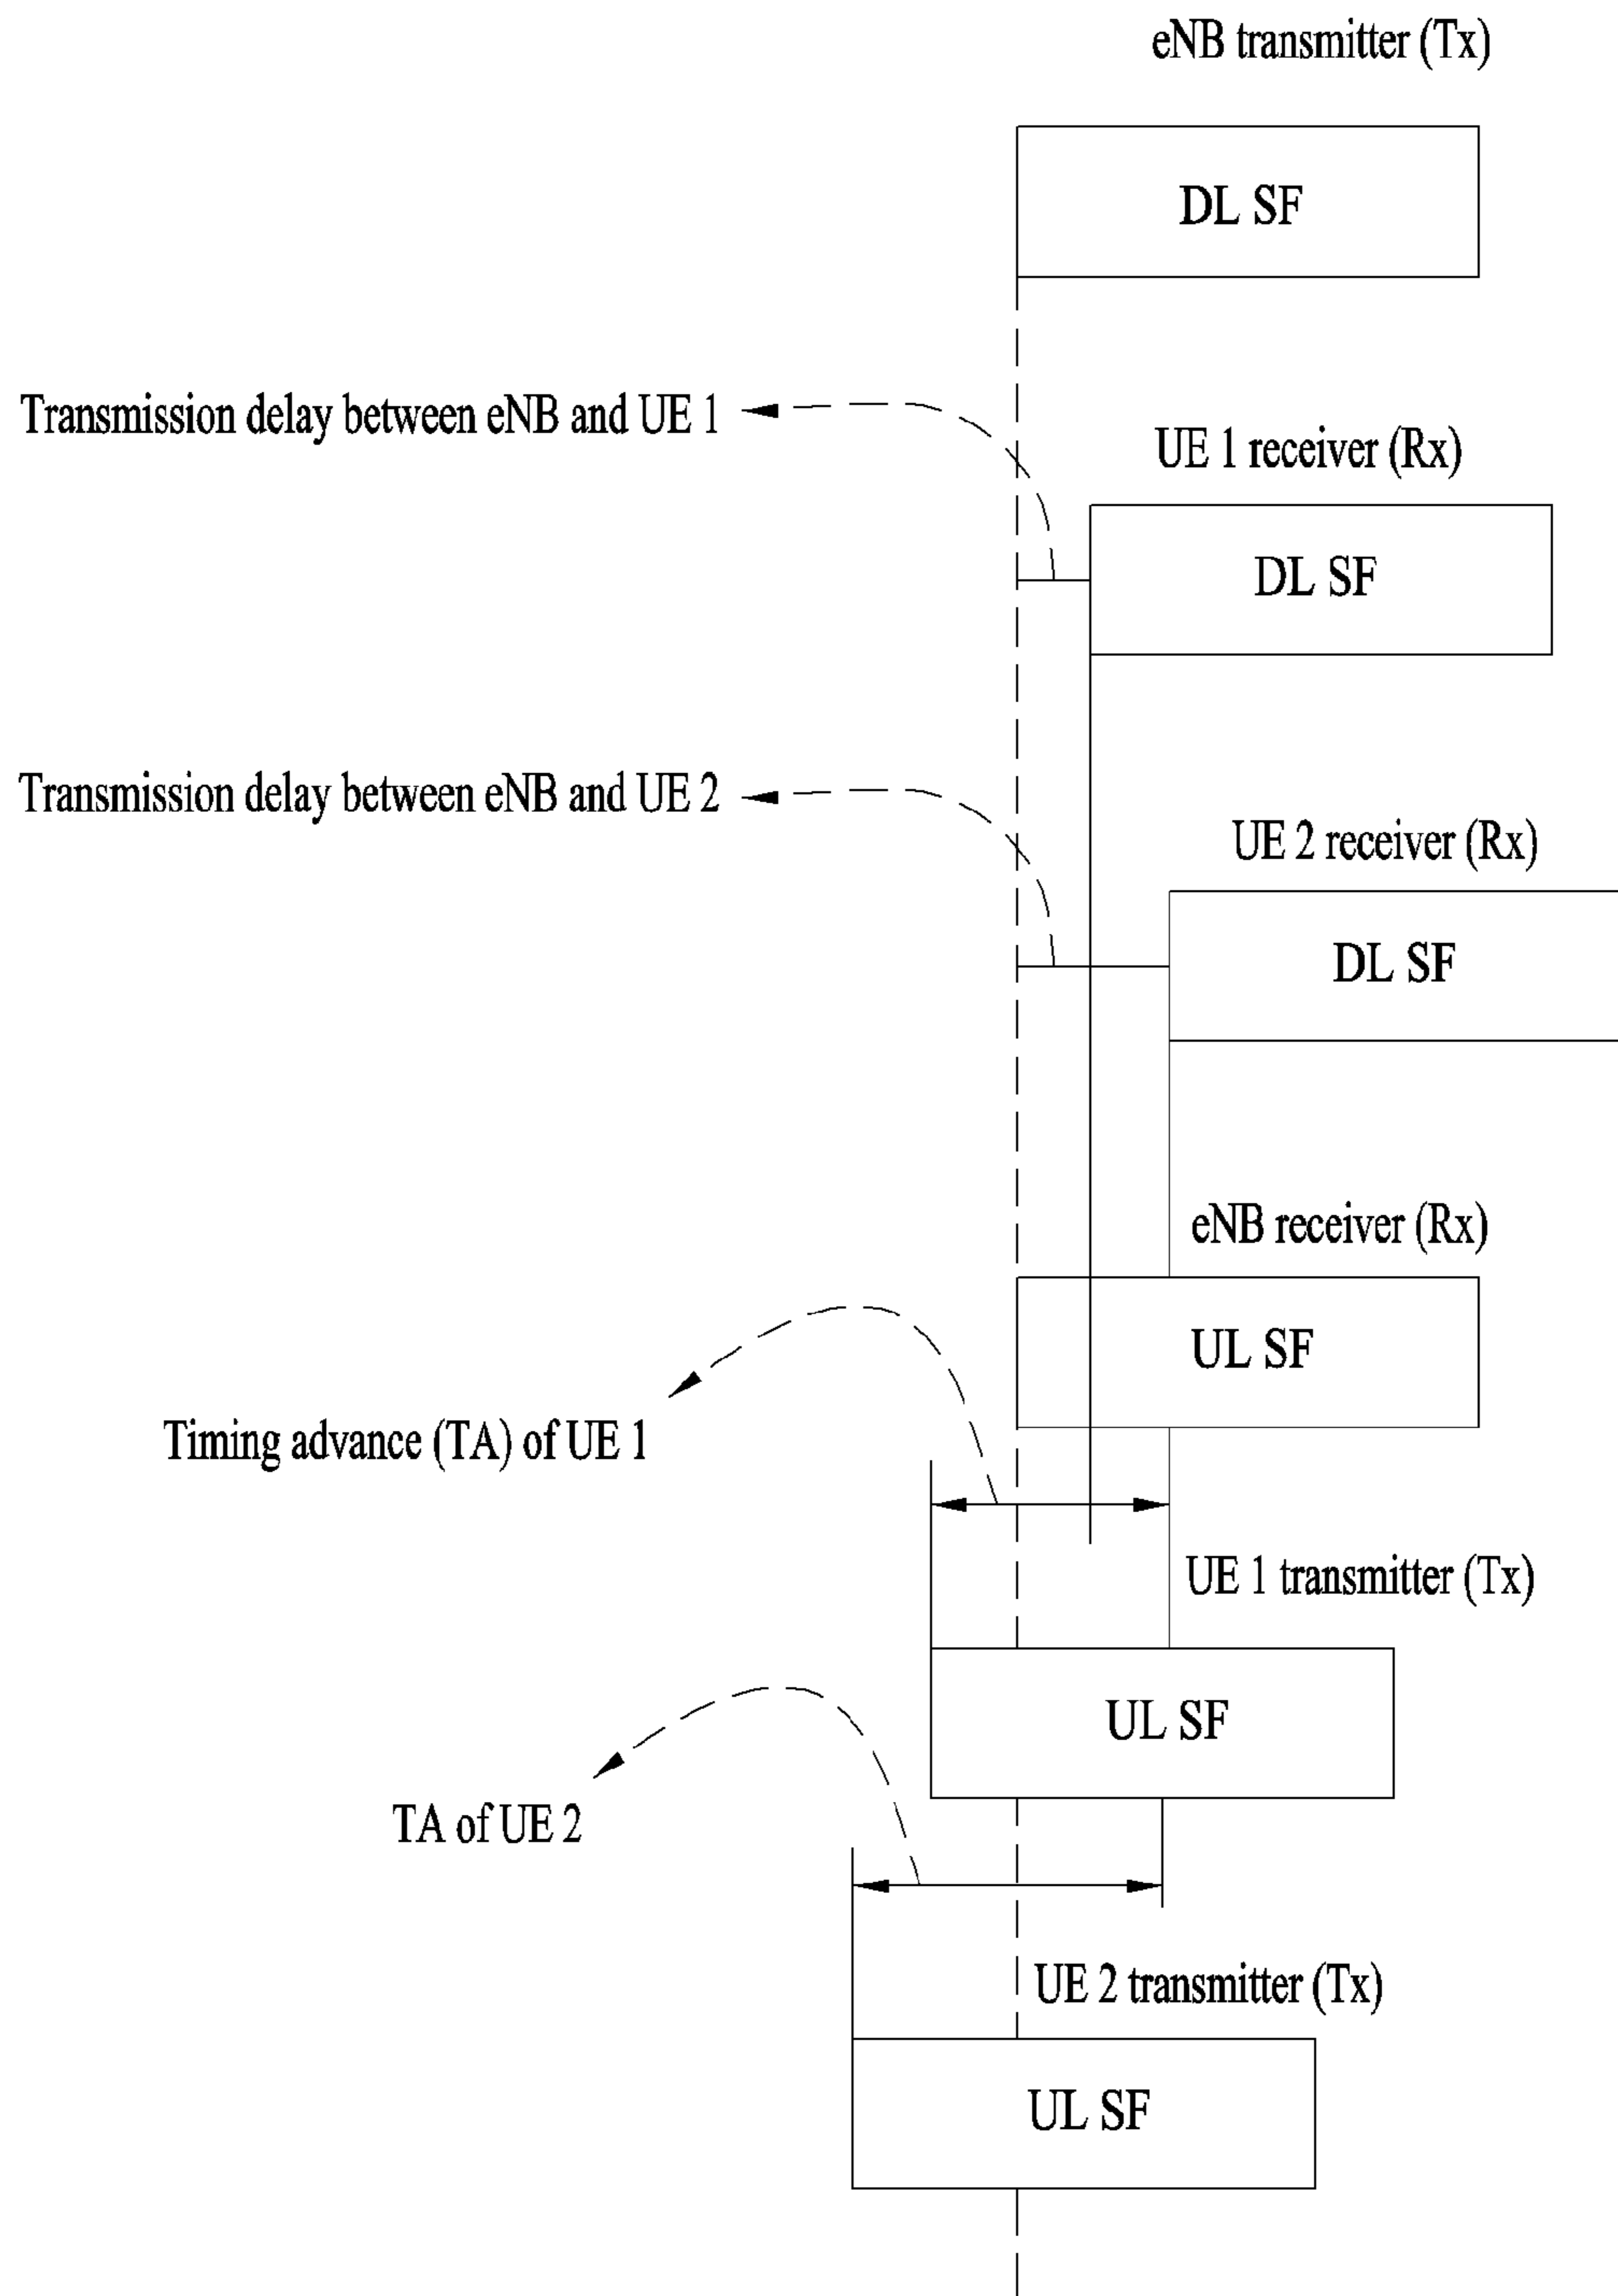 eNB transmitter (Tx)
DL SF
Transmission delay between eNB and UE 1
UE 1 receiver (Rx)
DL SF
Transmission delay between eNB and UE 2
UE 2 receiver (Rx)
DL SF
eNB receiver (Rx)
UL SF
Timing advance (TA) of UE 1
UE 1 transmitter (Tx)
UL SF
TA of UE 2
UE 2 transmitter (Tx)
UL SF